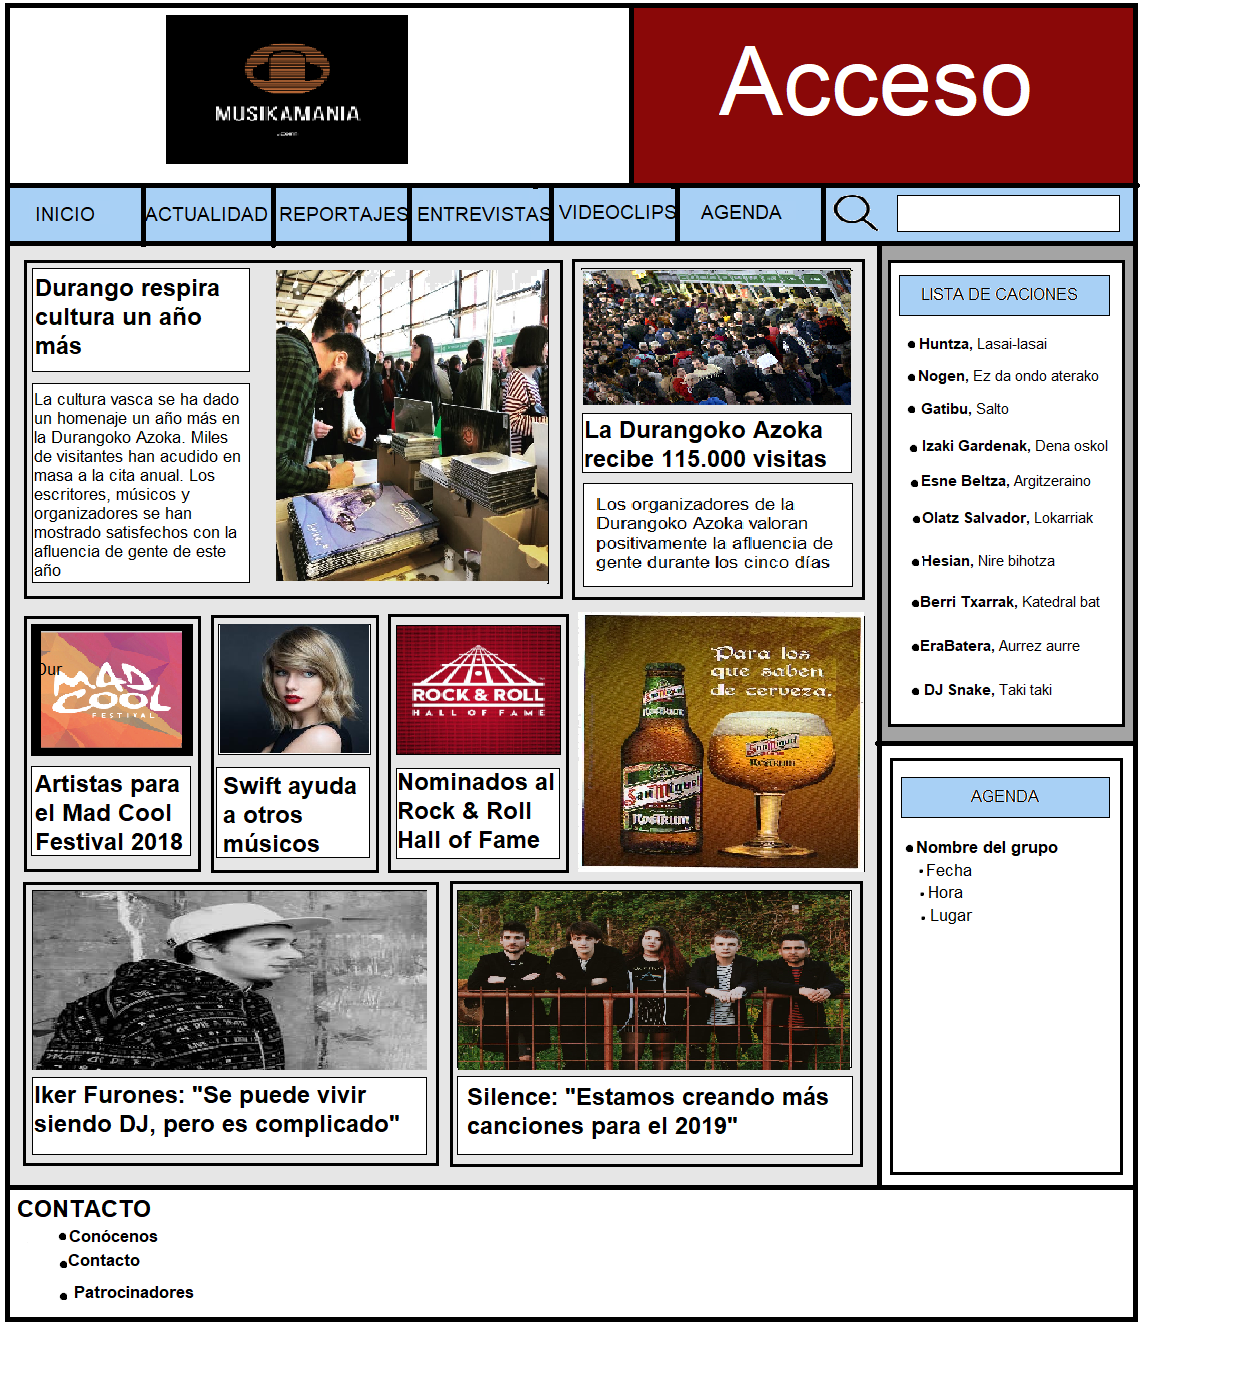 MUSIKAMANIA
Acceso
INICIO
ACTUALIDAD
REPORTAJES
ENTREVISTAS
VIDEOCLIPS
AGENDA
Durango respira
cultura un año
más
La cultura vasca se ha dado
un homenaje un año más en
la Durangoko Azoka. Miles
de visitantes han acudido en
masa a la cita anual. Los
escritores, músicos y
organizadores se han
mostrado satisfechos con la
afluencia de gente de este
año
La Durangoko Azoka
recibe 115.000 visitas
Los organizadores de la
Durangoko Azoka valoran
positivamente la afluencia de
gente durante los cinco días
LISTA DE CACIONES
Huntza, Lasai-lasai
Nogen, Ez da ondo aterako
Gatibu, Salto
Izaki Gardenak, Dena oskol
Esne Beltza, Argitzeraino
Olatz Salvador, Lokarriak
Hesian, Nire bihotza
Berri Txarrak, Katedral bat
EraBatera, Aurrez aurre
DJ Snake, Taki taki
Our
MAD
COOL
FESTIVAL
Artistas para
el Mad Cool
Festival 2018
Swift ayuda
a otros
músicos
ROCK & ROLL
HALL OF FAME
Nominados al
Rock & Roll
Hall of Fame
Para los
que saben
de cerveza.
San Miguel
San Miguel
AGENDA
Nombre del grupo
Fecha
Hora
Lugar
Iker Furones: "Se puede vivir
siendo DJ, pero es complicado"
Silence: "Estamos creando más
canciones para el 2019"
CONTACTO
Conócenos
Contacto
Patrocinadores